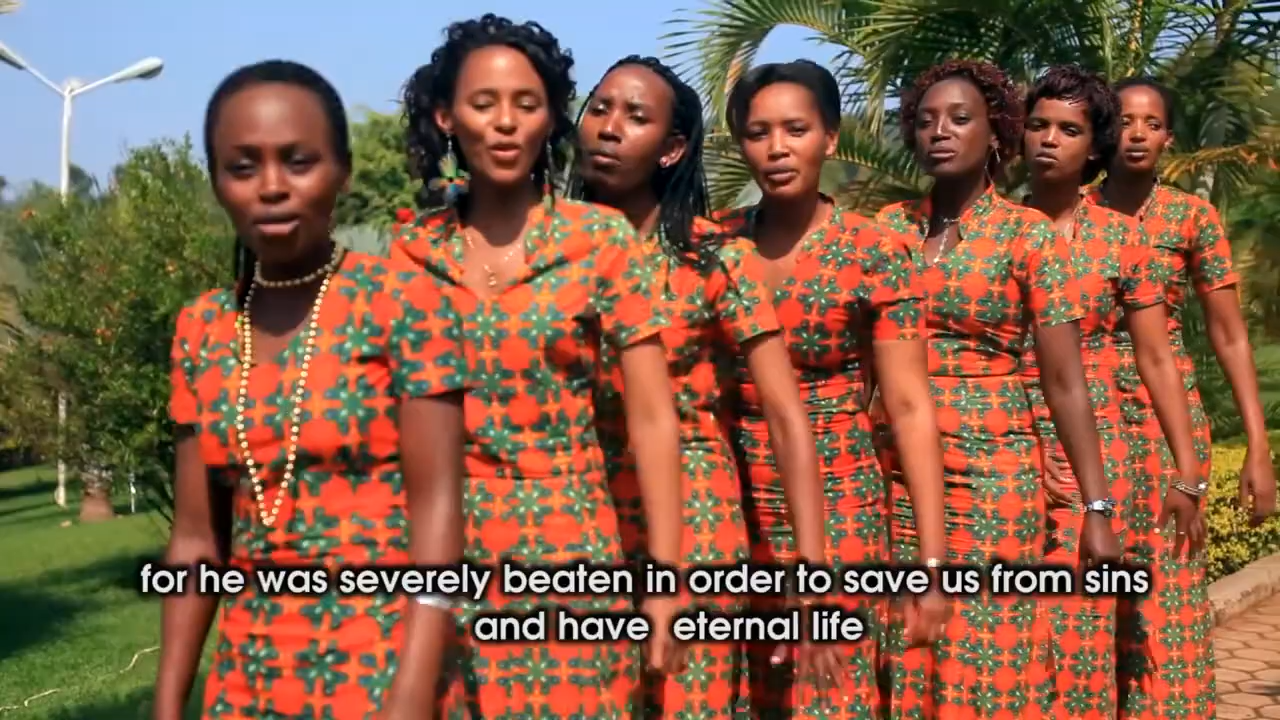 for he was severely beaten in order to save us from sins
and have eternal life